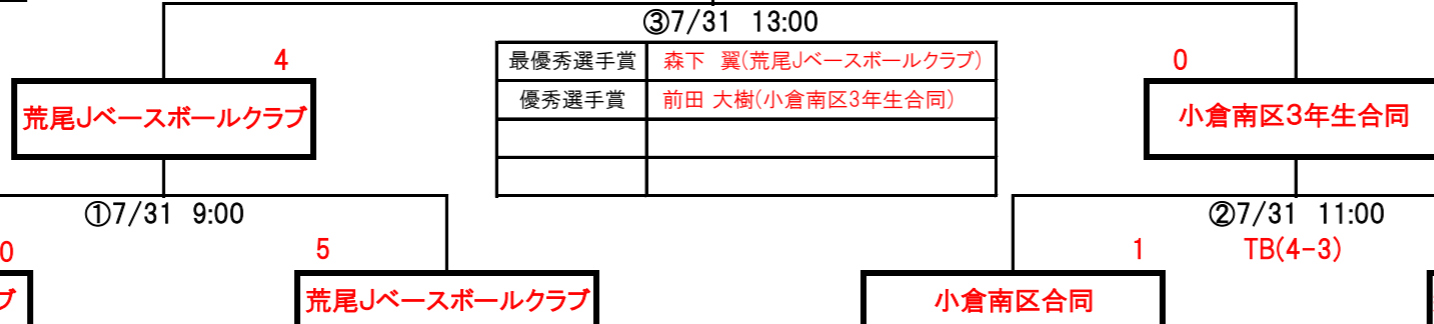 ③7/31 13:00
4
最優秀選手賞 森下 翼(荒尾Jベースボールクラブ)
0
優秀選手賞 前田 大樹(小倉南区3年生合同)
荒尾Jベースボールクラブ
小倉南区3年生合同
①7/31 9:00
②7/31 11:00
0
5
1
TB(4-3)
ブ
荒尾Jベースボールクラブ
小倉南区合同